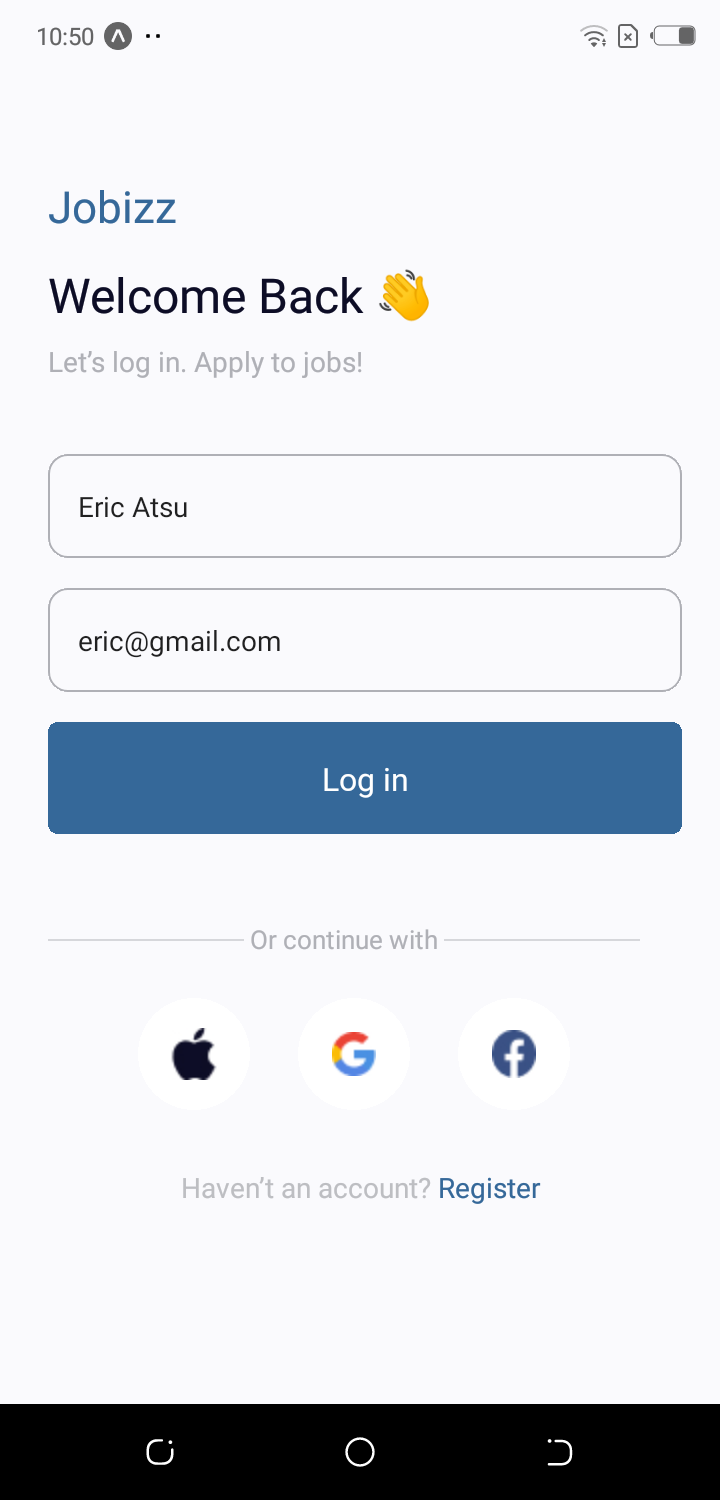 10:50
Jobizz
Welcome Back 👋
Let’s log in. Apply to jobs!
Eric Atsu
eric@gmail.com
Log in
Or continue with
Haven’t an account? Register